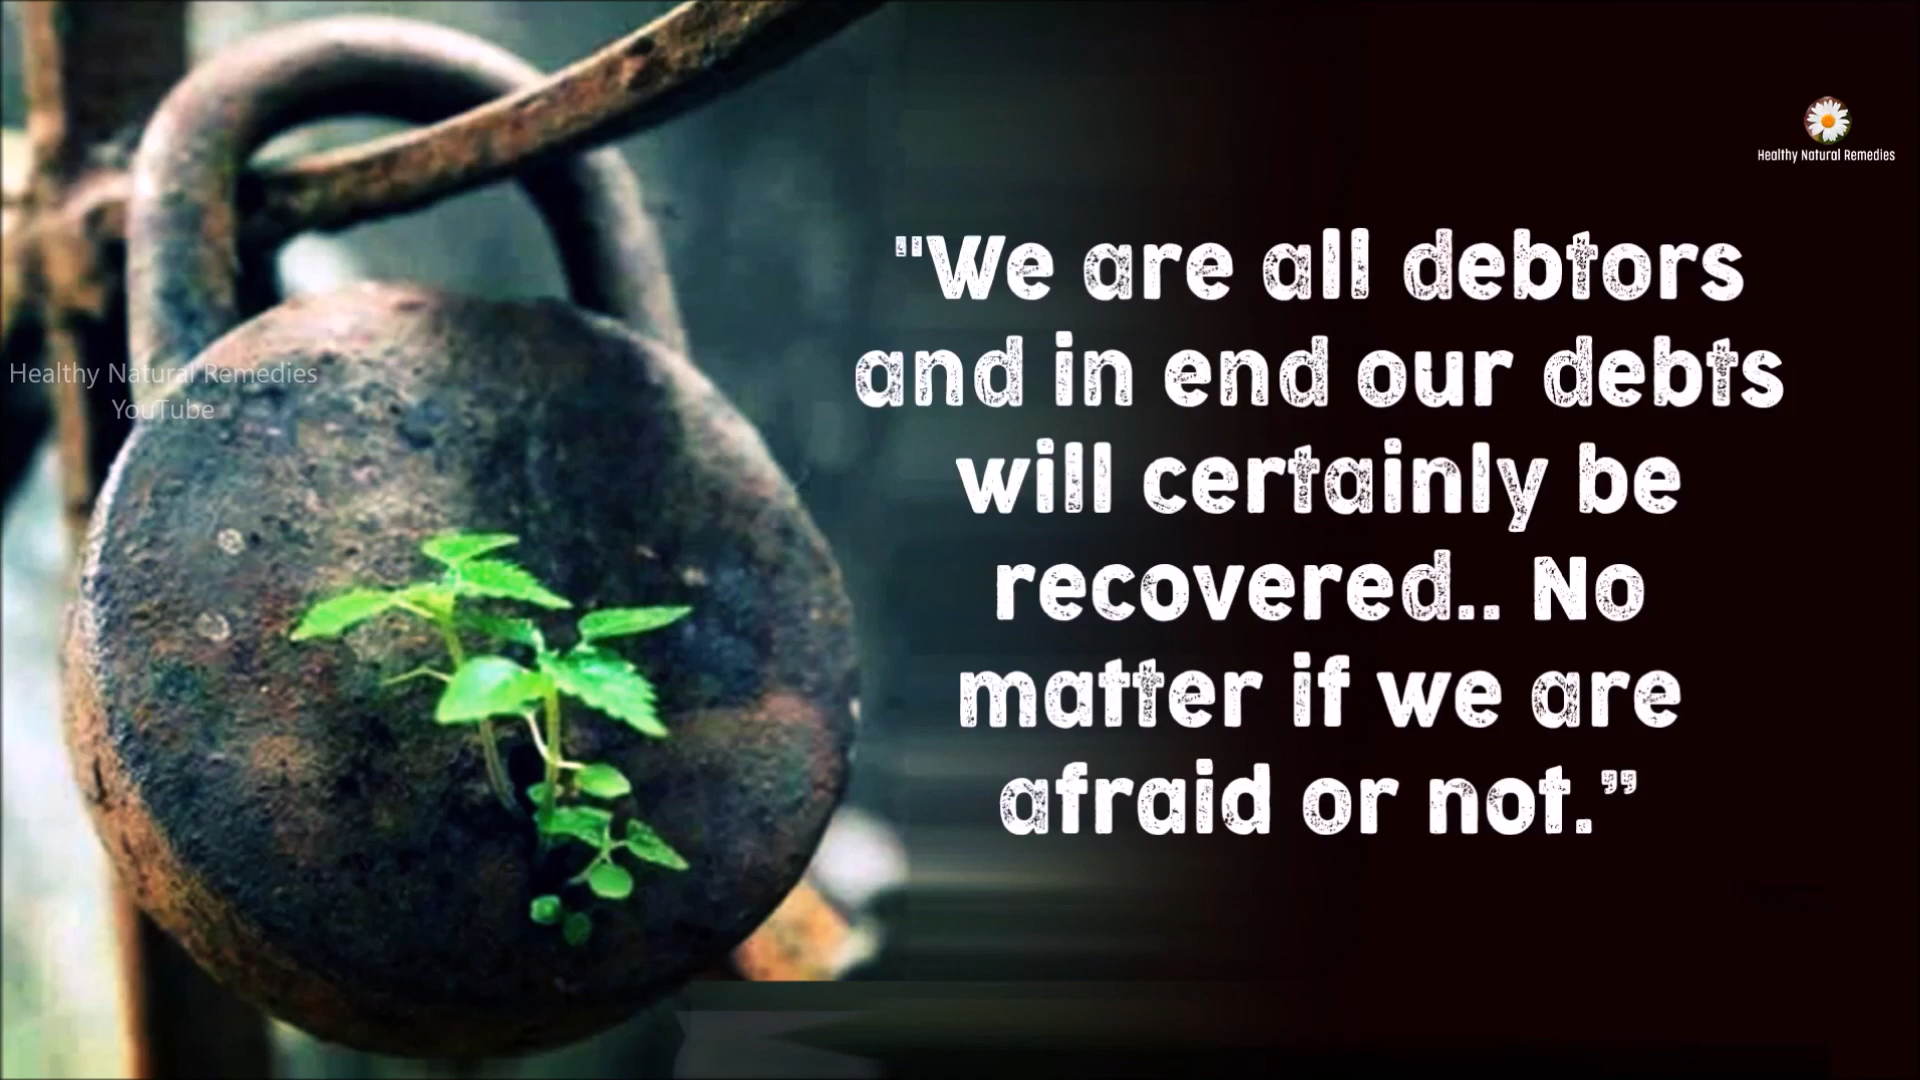 Healthy Natural Remedies
"We are all debtors
and in end our debts
will certainly be
recovered.. No
matter if we are
afraid or not.”
Healthy Natural Remedies
YouTube